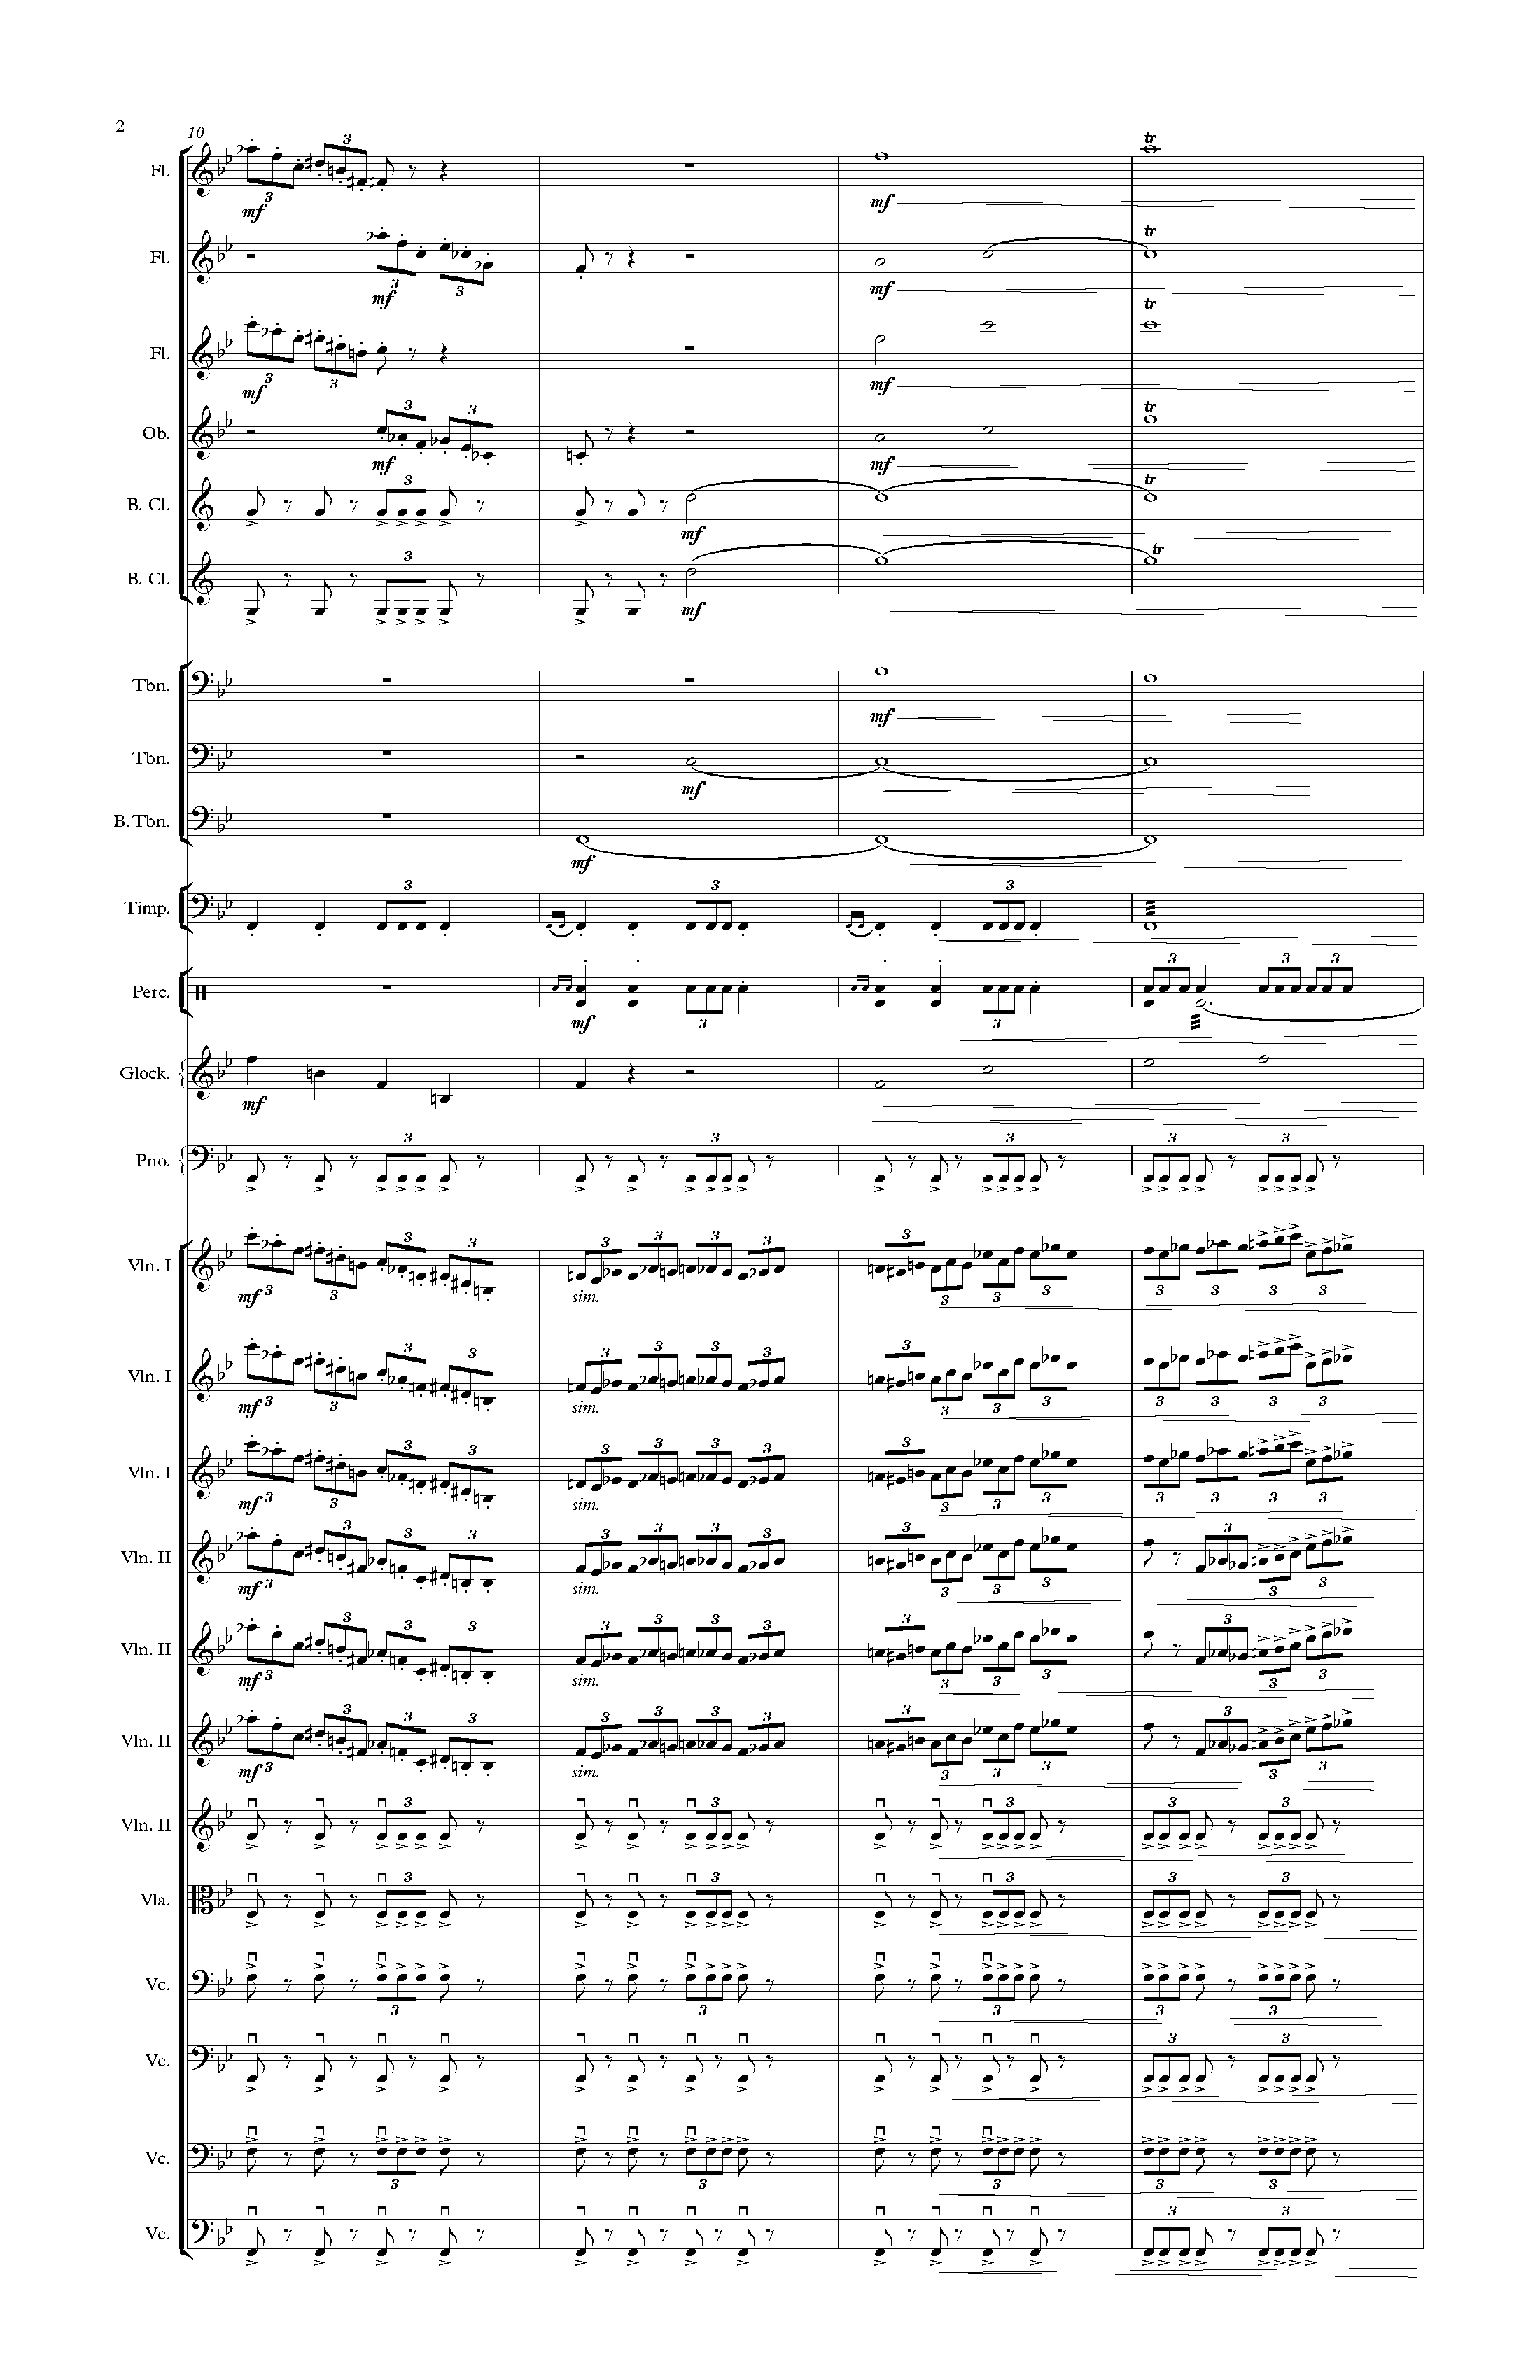 2
10
3
Fl. 3
mf
tr
mf
Fl. mf 3 3
tr
mf
Fl. mf 3 3
tr
mf
Ob. 3 3
mf
tr
mf
B. Cl. 3
mf
tr
B. Cl. 3
mf
tr
Tbn. mf
Tbn. mf
B. Tbn. mf
Timp. 3 3 3
Perc. mf 3 3 3 3 3
Glock. mf
Pno. 3 3 3 3 3
Vln. I 3 3 3 3 3 3 3
mf 3 3 sim. 3 3 3 3 3 3 3
Vln. I 3 3 3 3 3 3 3
mf 3 3 sim. 3 3 3 3 3 3 3
Vln. I 3 3 3 3 3 3 3
mf 3 3 sim. 3 3 3 3 3 3 3
Vln. II 3 3 3 3 3 3 3 3 3
mf 3 sim. 3 3 3 3 3
Vln. II 3 3 3 3 3 3 3 3 3
mf 3 sim. 3 3 3 3 3
Vln. II 3 3 3 3 3 3 3 3 3
mf 3 sim. 3 3 3 3 3
Vln. II 3 3 3 3 3
Vla. 3 3 3 3 3
Vc. 3 3 3 3 3
Vc. 3 3
Vc. 3 3 3 3 3
Vc. 3 3